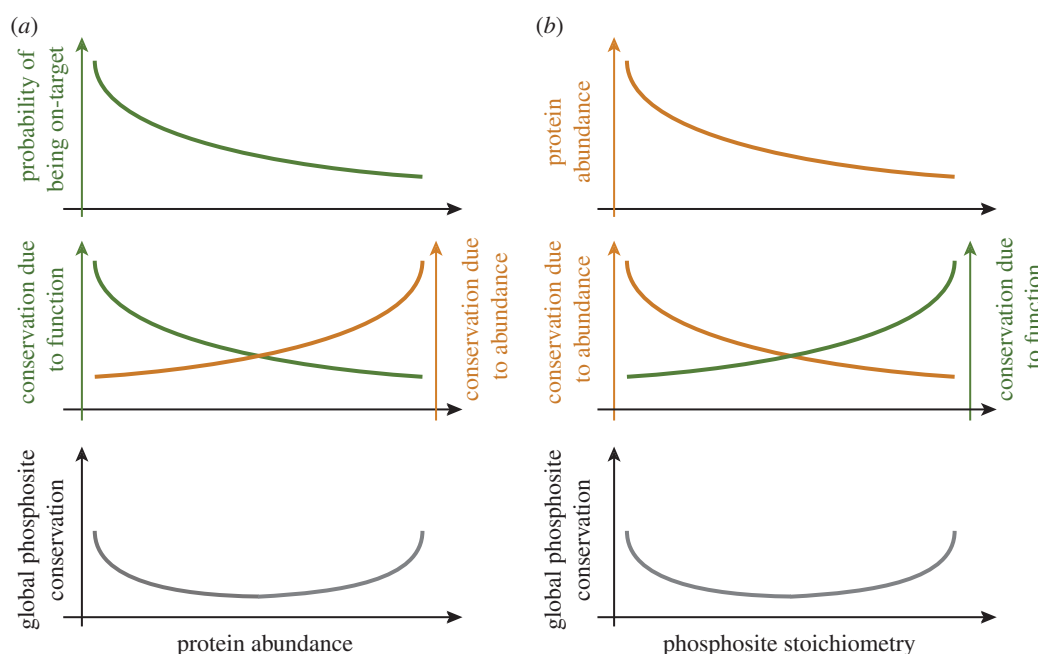 (a)
probability of
being on-target
conservation due
to function
conservation due
to abundance
global phosphosite
conservation
protein abundance
(b)
protein
abundance
conservation due
to abundance
conservation due
to function
global phosphosite
conservation
phosphosite stoichiometry